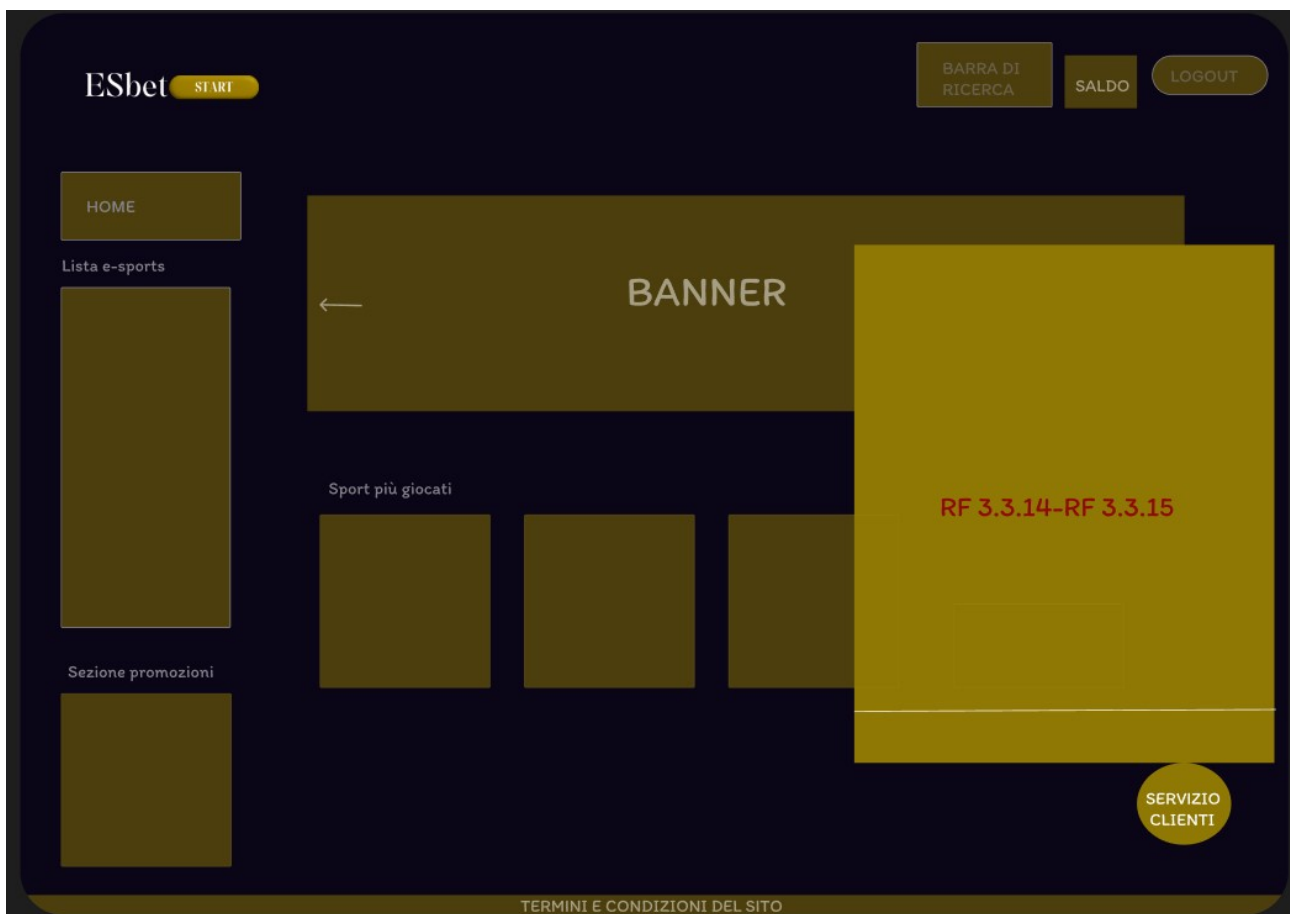 ESbet START
BARRA DI
RICERCA
SALDO
LOGOUT
HOME
Lista e-sports
BANNER
Sport più giocati
RF 3.3.14-RF 3.3.15
Sezione promozioni
SERVIZIO
CLIENTI
TERMINI E CONDIZIONI DEL SITO